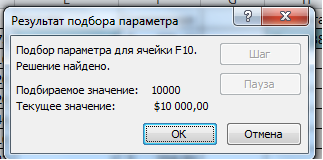 Результат подбора параметра
Подбор параметра для ячейки F10.
Решение найдено.
Шаг
Пауза
Подбираемое значение: 10000
Текущее значение: $10 000,00
ОК
Отмена